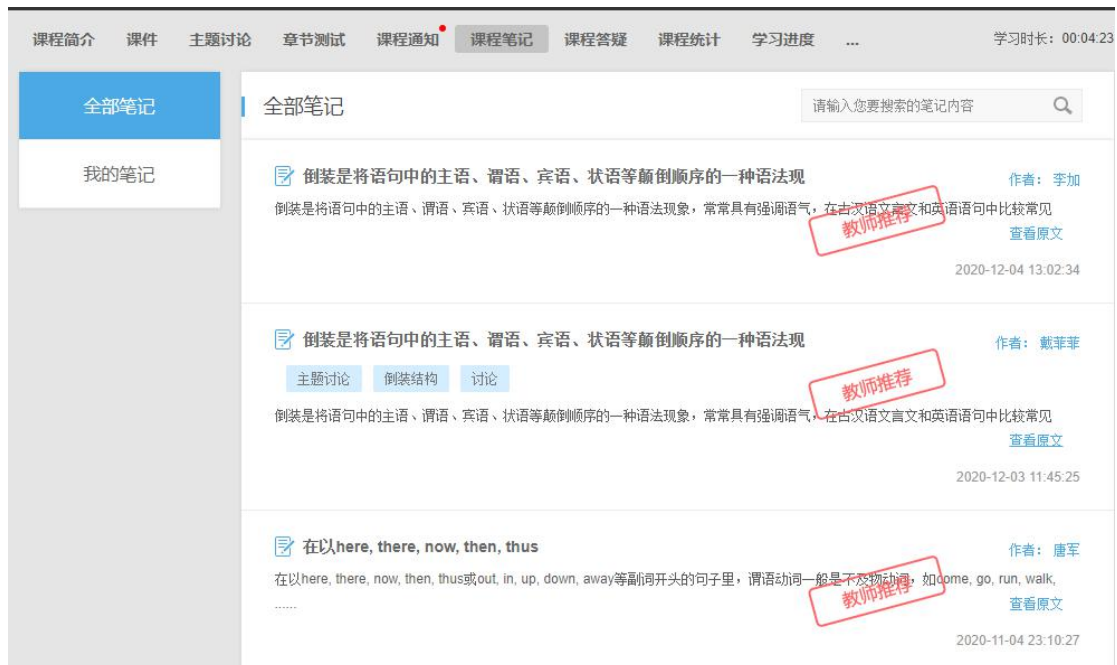 课程简介 课件 主题讨论 章节测试 课程通知 课程笔记 课程答疑 课程统计 学习进度 ... 学习时长：00:04:23
全部笔记
我的笔记
全部笔记
请输入您要搜索的笔记内容
倒装是将语句中的主语、谓语、宾语、状语等颠倒顺序的一种语法现
作者：李加
倒装是将语句中的主语、谓语、宾语、状语等颠倒顺序的一种语法现象，常常具有强调语气，在古汉语文言文和英语语句中比较常见
教师推荐
查看原文
2020-12-04 13:02:34
倒装是将语句中的主语、谓语、宾语、状语等颠倒顺序的一种语法现
作者：戴菲菲
主题讨论 倒装结构 讨论
教师推荐
倒装是将语句中的主语、谓语、宾语、状语等颠倒顺序的一种语法现象，常常具有强调语气，在古汉语文言文和英语语句中比较常见
查看原文
2020-12-03 11:45:25
在以here, there, now, then, thus
作者：唐军
在以here, there, now, then, thus或out, in, up, down, away等副词开头的句子里，谓语动词一般是不及物动词，如come, go, run, walk,
......
教师推荐
查看原文
2020-11-04 23:10:27